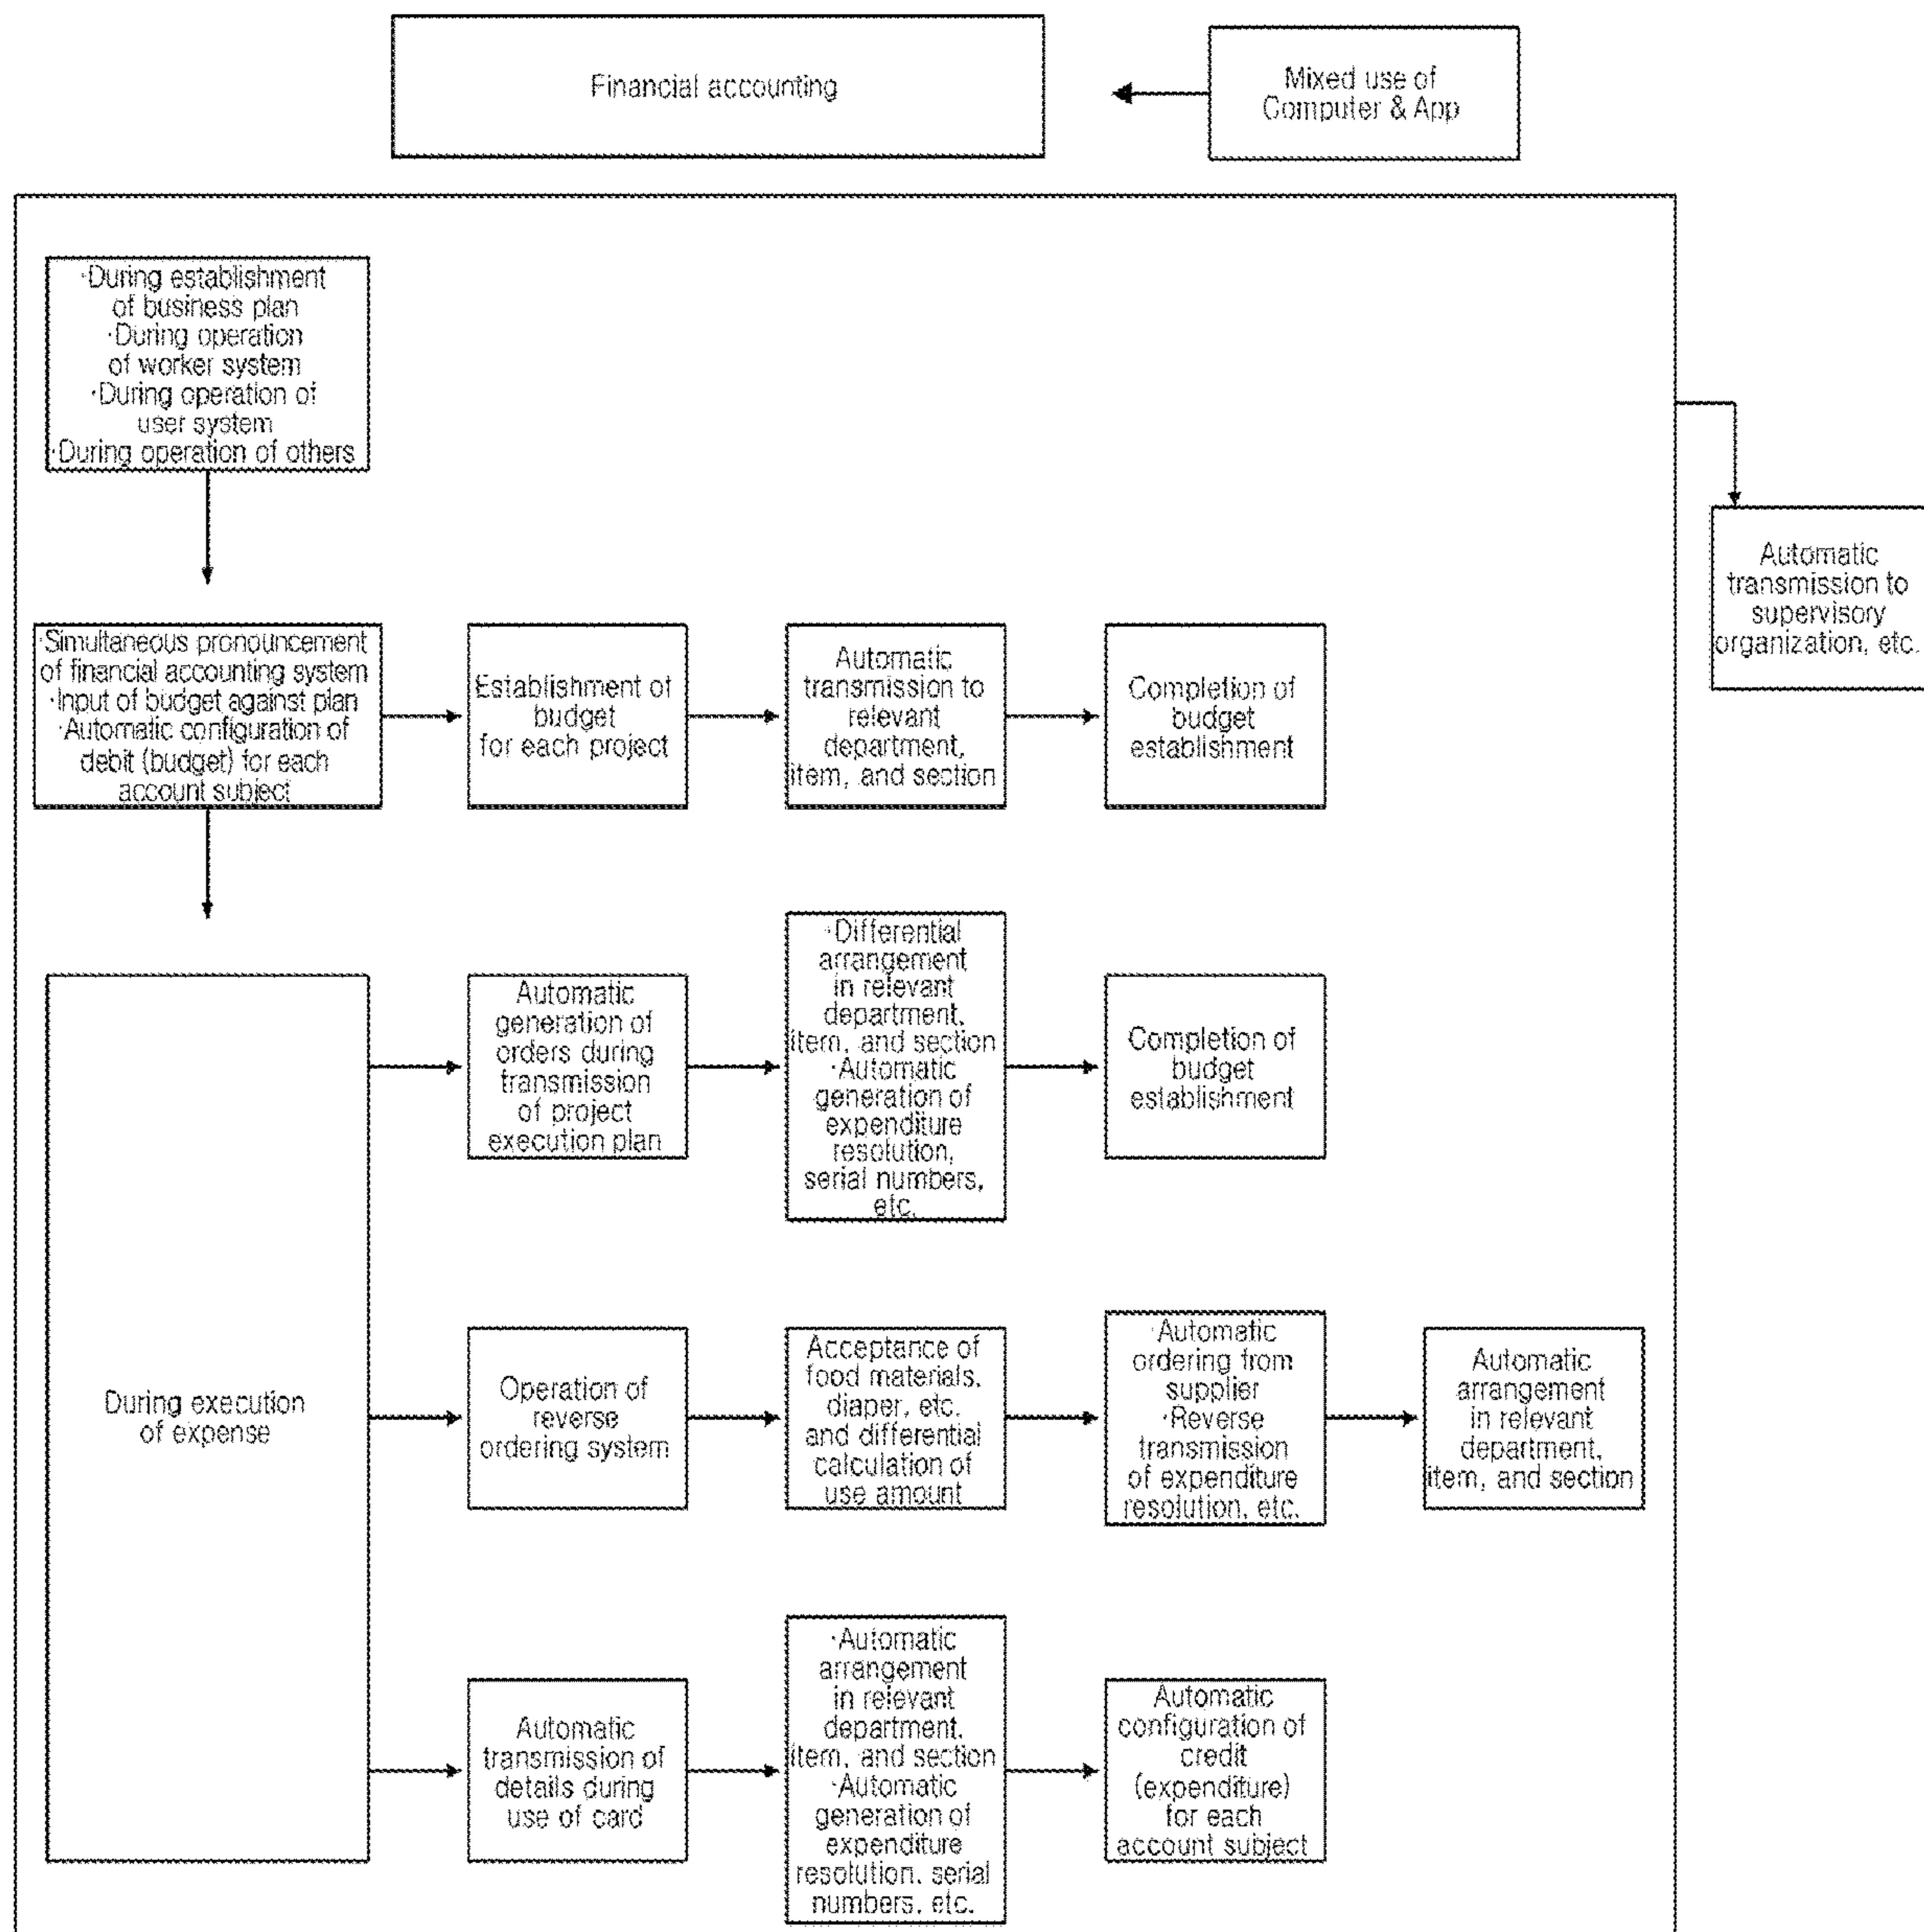 Financial accounting
Mixed use of
Computer & App
·During establishment
of business plan
·During operation
of worker system
·During operation of
user system
·During operation of others
Automatic
transmission to
supervisory
organization, etc.
·Simultaneous pronouncement
of financial accounting system
·Input of budget against plan
·Automatic configuration of
debit (budget) for each
account subject
Establishment of
budget
for each project
Automatic
transmission to
relevant
department,
item, and section
Completion of
budget
establishment
During execution
of expense
Automatic
generation of
orders during
transmission
of project
execution plan
·Differential
arrangement
in relevant
department,
item, and section
·Automatic
generation of
expenditure
resolution,
serial numbers,
etc.
Completion of
budget
establishment
Operation of
reverse
ordering system
Acceptance of
food materials,
diaper, etc.
and differential
calculation of
use amount
·Automatic
ordering from
supplier
·Reverse
transmission
of expenditure
resolution, etc.
Automatic
arrangement
in relevant
department,
item, and section
Automatic
transmission of
details during
use of card
·Automatic
arrangement
in relevant
department,
item, and section
·Automatic
generation of
expenditure
resolution, serial
numbers, etc.
Automatic
configuration of
credit
(expenditure)
for each
account subject